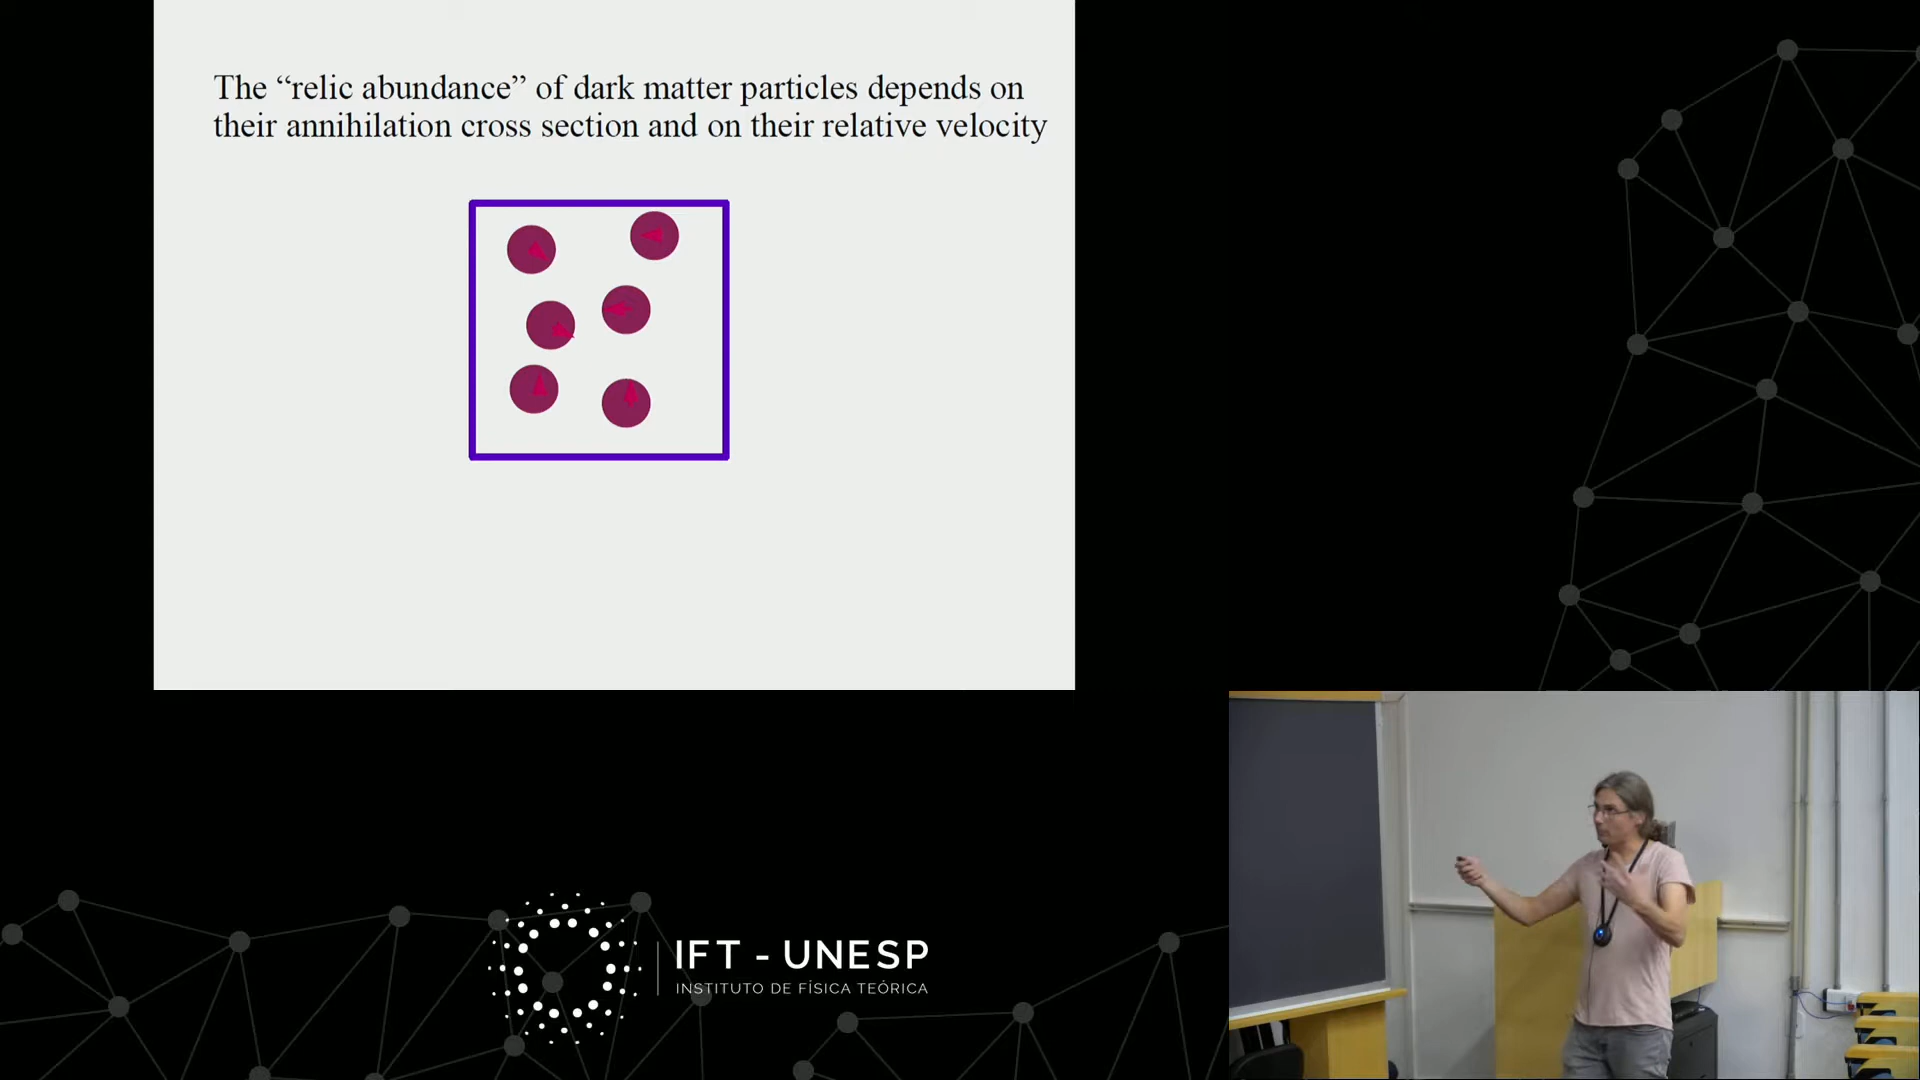 The “relic abundance” of dark matter particles depends on
their annihilation cross section and on their relative velocity
IFT - UNESP
INSTITUTO DE FÍSICA TEÓRICA